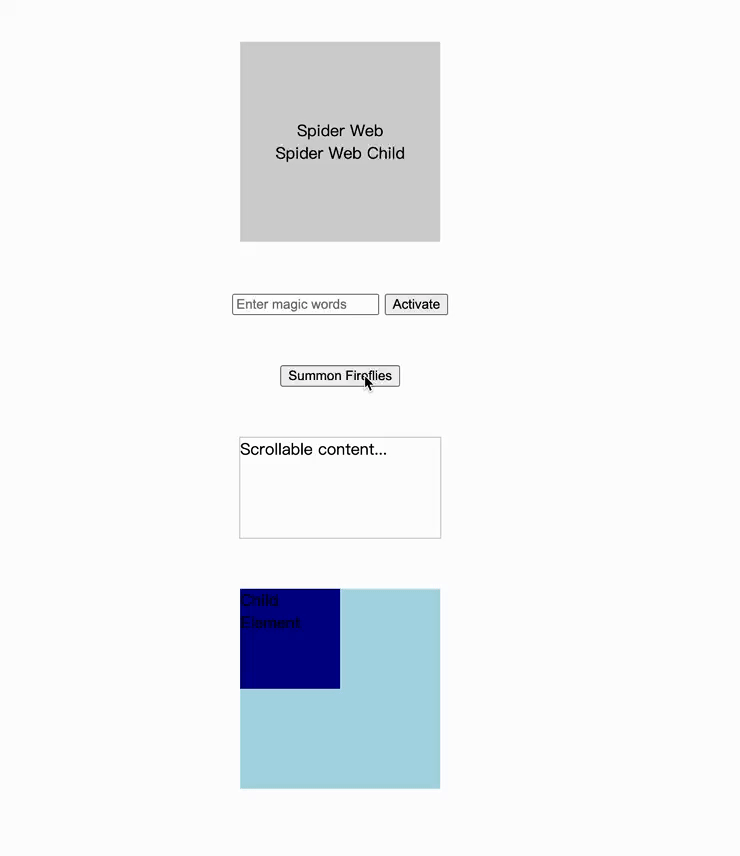 Spider Web
Spider Web Child
Enter magic words
Activate
Summon Fireflies
Scrollable content...
Child
Element